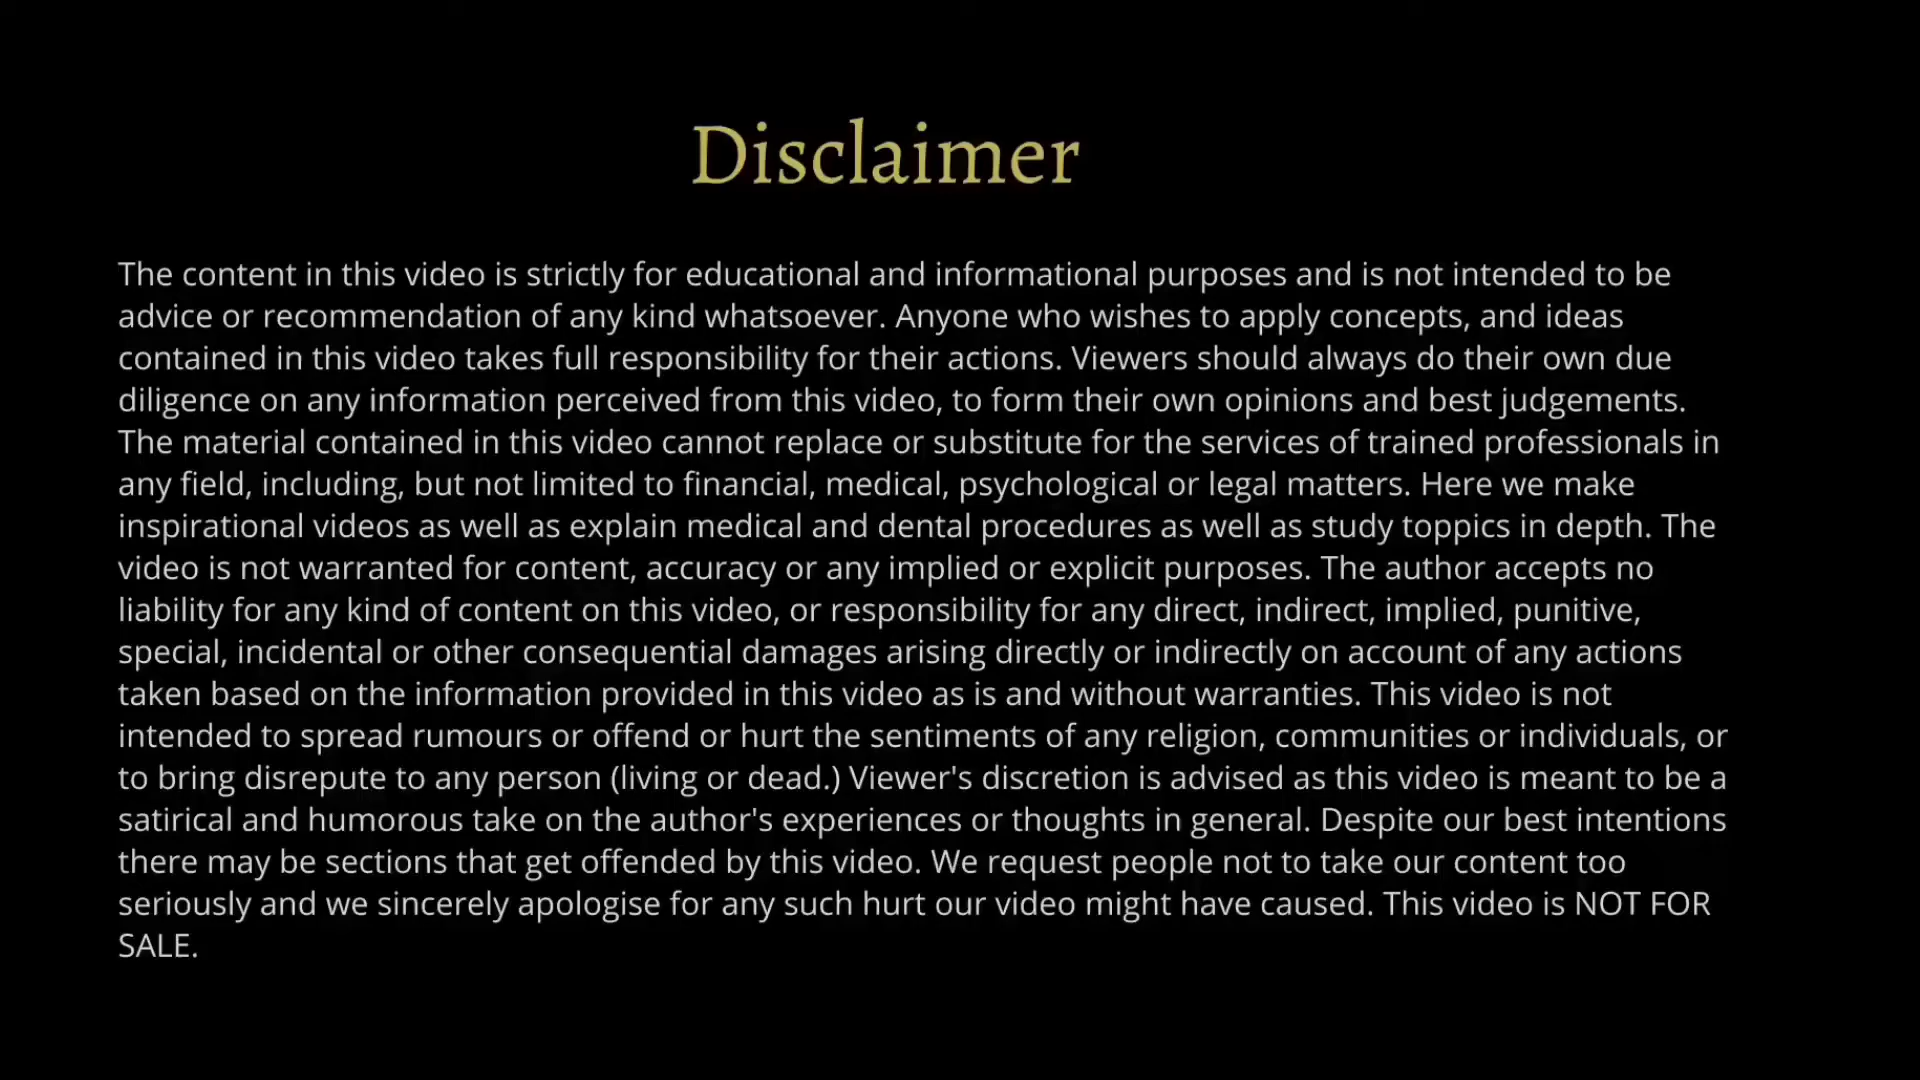 Disclaimer
The content in this video is strictly for educational and informational purposes and is not intended to be
advice or recommendation of any kind whatsoever. Anyone who wishes to apply concepts, and ideas
contained in this video takes full responsibility for their actions. Viewers should always do their own due
diligence on any information perceived from this video, to form their own opinions and best judgements.
The material contained in this video cannot replace or substitute for the services of trained professionals in
any field, including, but not limited to financial, medical, psychological or legal matters. Here we make
inspirational videos as well as explain medical and dental procedures as well as study toppics in depth. The
video is not warranted for content, accuracy or any implied or explicit purposes. The author accepts no
liability for any kind of content on this video, or responsibility for any direct, indirect, implied, punitive,
special, incidental or other consequential damages arising directly or indirectly on account of any actions
taken based on the information provided in this video as is and without warranties. This video is not
intended to spread rumours or offend or hurt the sentiments of any religion, communities or individuals, or
to bring disrepute to any person (living or dead.) Viewer's discretion is advised as this video is meant to be a
satirical and humorous take on the author's experiences or thoughts in general. Despite our best intentions
there may be sections that get offended by this video. We request people not to take our content too
seriously and we sincerely apologise for any such hurt our video might have caused. This video is NOT FOR
SALE.